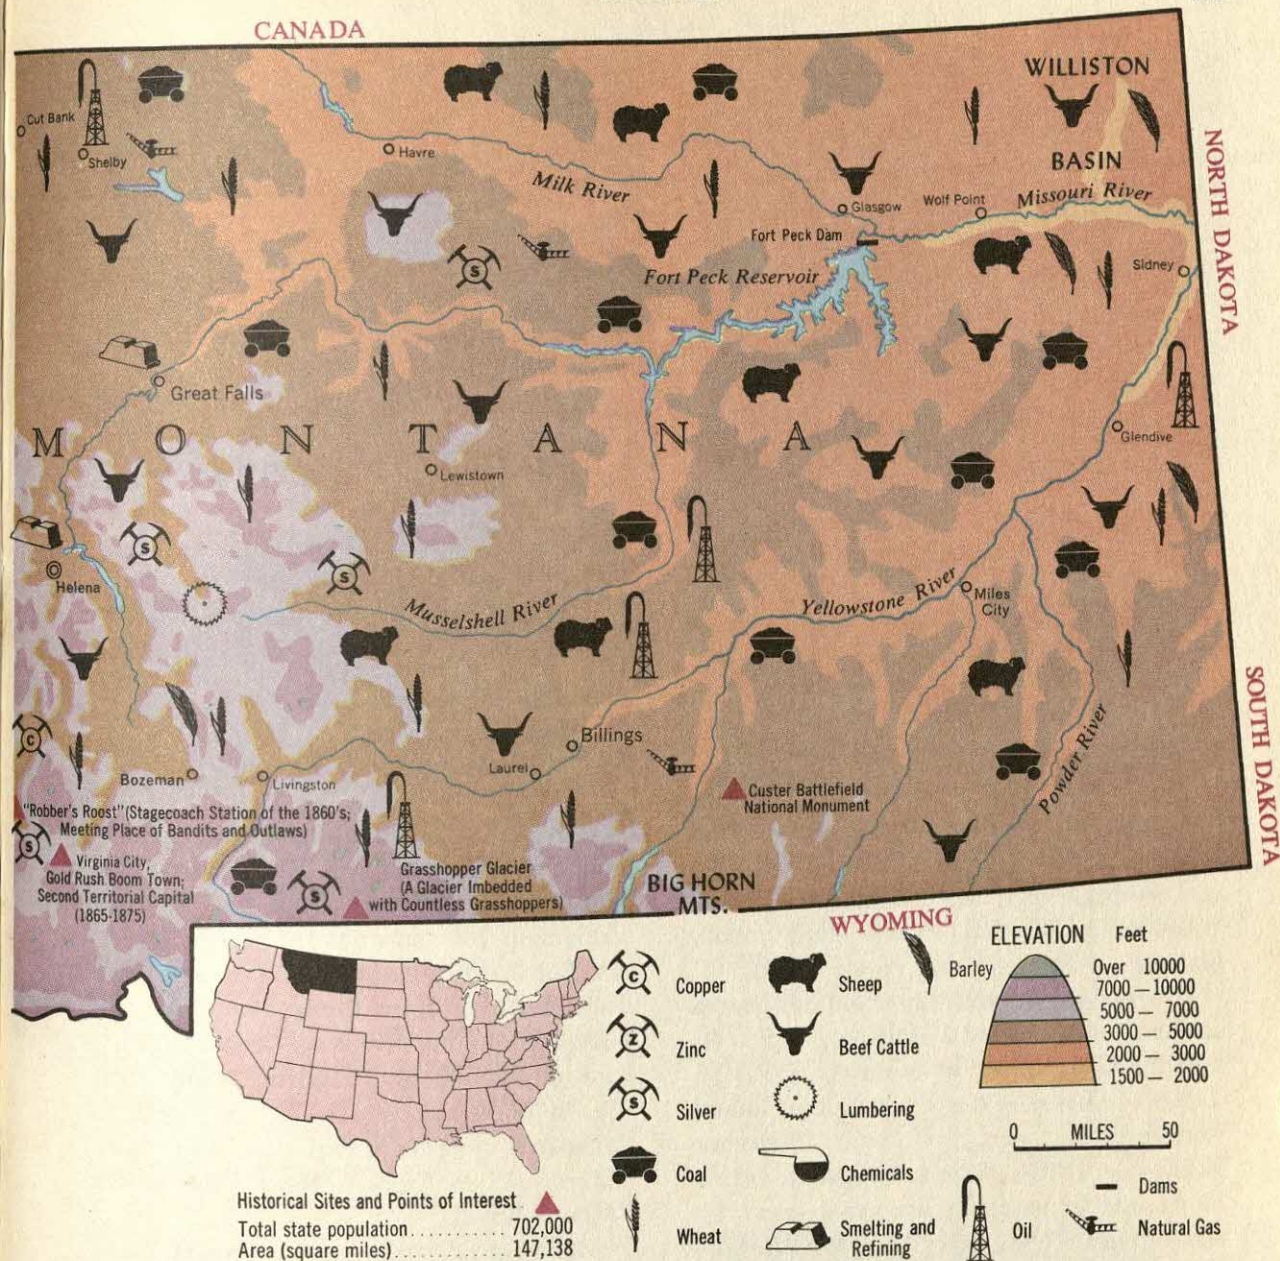 CANADA
WILLISTON
BASIN
Cut Bank
Shelby
Havre
Milk River
Glasgow
Wolf Point
Missouri River
NORTH DAKOTA
Fort Peck Dam
Fort Peck Reservoir
Sidney
Great Falls
MONTANA
Lewistown
Glendive
S
S
S
Helena
Musselshell River
Yellowstone River
Miles
City
SOUTH DAKOTA
C
Billings
Laurel
Powder River
Bozeman
Livingston
Custer Battlefield
National Monument
"Robber's Roost" (Stagecoach Station of the 1860's;
Meeting Place of Bandits and Outlaws)
S
Virginia City,
Gold Rush Boom Town;
Second Territorial Capital
(1865-1875)
S
Grasshopper Glacier
(A Glacier Imbedded
with Countless Grasshoppers)
BIG HORN
MTS.
WYOMING
C
Copper
Z
Zinc
S
Silver
Coal
Wheat
Sheep
Beef Cattle
Lumbering
Chemicals
Smelting and
Refining
Barley
ELEVATION Feet
Over 10000
7000 — 10000
5000 — 7000
3000 — 5000
2000 — 3000
1500 — 2000
0 MILES 50
Dams
Oil
Natural Gas
Historical Sites and Points of Interest
Total state population............ 702,000
Area (square miles).............. 147,138